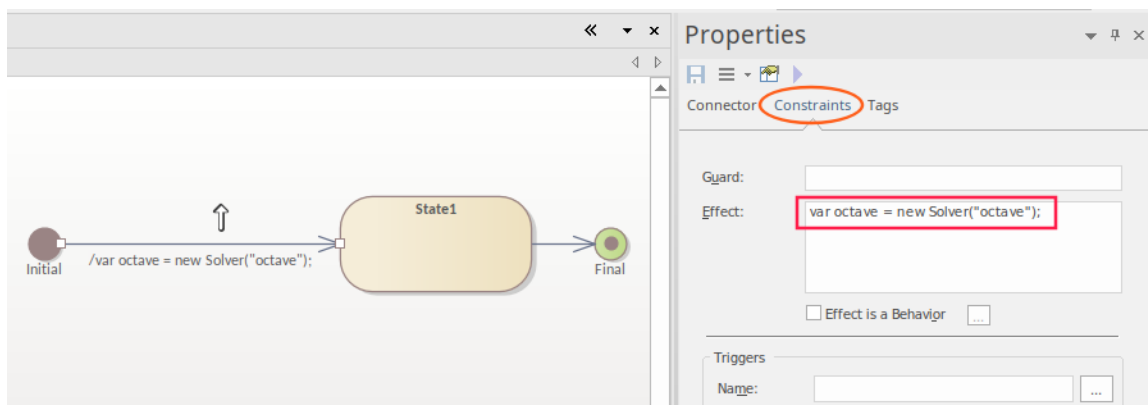 Properties
Connector Constraints Tags
Guard:
Effect:
var octave = new Solver("octave");
Effect is a Behavior
...
Triggers
Name:
...
State1
Initial
/var octave = new Solver("octave");
Final